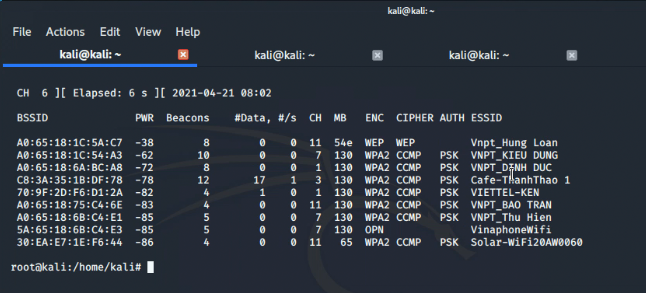 kali@kali: ~
File Actions Edit View Help
kali@kali: ~ kali@kali: ~ kali@kali: ~
CH 6 ][ Elapsed: 6 s ][ 2021-04-21 08:02
BSSID PWR Beacons #Data, #/s CH MB ENC CIPHER AUTH ESSID
A0:65:18:1C:5A:C7 -38 8 0 0 11 54e WEP WEP Vnpt_Hung Loan
A0:65:18:1C:54:A3 -62 10 0 0 7 130 WPA2 CCMP PSK VNPT_KIEU DUNG
A0:65:18:6A:BC:A8 -72 8 0 0 1 130 WPA2 CCMP PSK VNPT_DINH DUC
C8:3A:35:1B:DF:78 -78 12 17 1 3 130 WPA2 CCMP PSK Cafe-ThanhThao 1
70:9F:2D:F6:D1:2A -82 4 1 0 1 130 WPA2 CCMP PSK VIETTEL-KEN
A0:65:18:75:C4:6E -83 4 0 0 11 130 WPA2 CCMP PSK VNPT_BAO TRAN
A0:65:18:6B:C4:E1 -85 5 0 0 7 130 WPA2 CCMP PSK VNPT_Thu Hien
5A:65:18:6B:C4:E3 -85 5 0 0 7 130 OPN VinaphoneWifi
30:EA:E7:1E:F6:44 -86 4 0 0 11 65 WPA2 CCMP PSK Solar-WiFi20AW0060
root@kali:/home/kali#